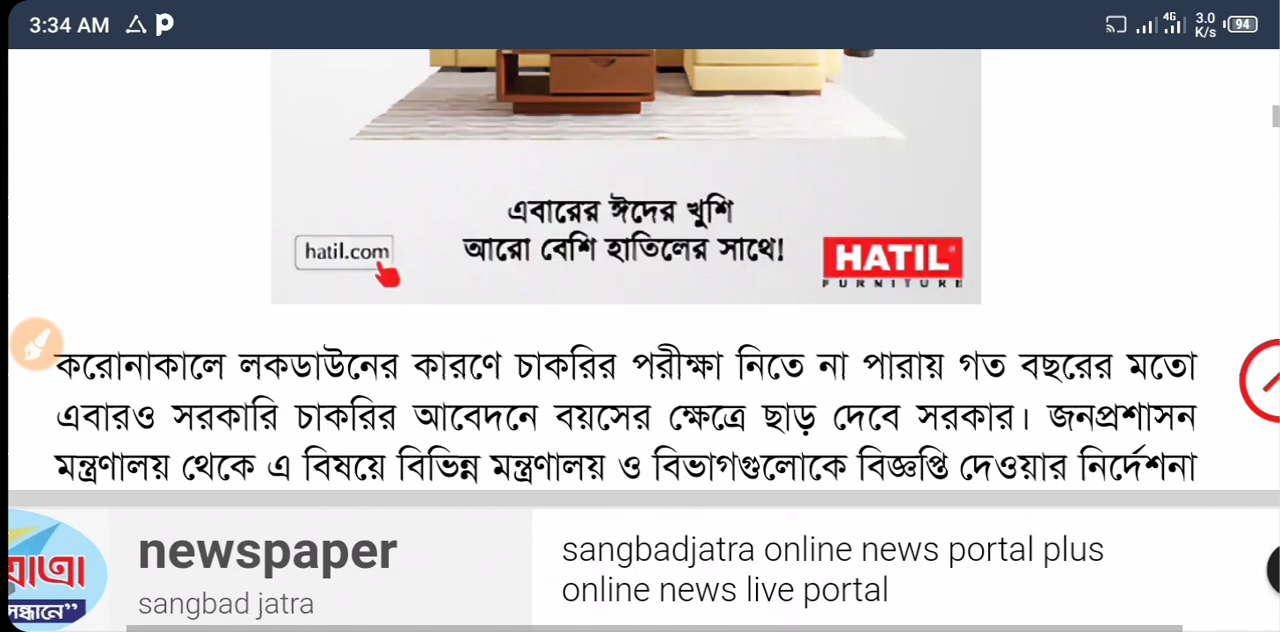 3:34 AM
4G
3.0
K/s
94
এবারের ঈদের খুশি
আরো বেশি হাতিলের সাথে!
hatil.com
HATIL
FURNITURE
করোনাকালে লকডাউনের কারণে চাকরির পরীক্ষা নিতে না পারায় গত বছরের মতো
এবারও সরকারি চাকরির আবেদনে বয়সের ক্ষেত্রে ছাড় দেবে সরকার। জনপ্রশাসন
মন্ত্রণালয় থেকে এ বিষয়ে বিভিন্ন মন্ত্রণালয় ও বিভাগগুলোকে বিজ্ঞপ্তি দেওয়ার নির্দেশনা
newspaper
sangbad jatra
sangbadjatra online news portal plus
online news live portal